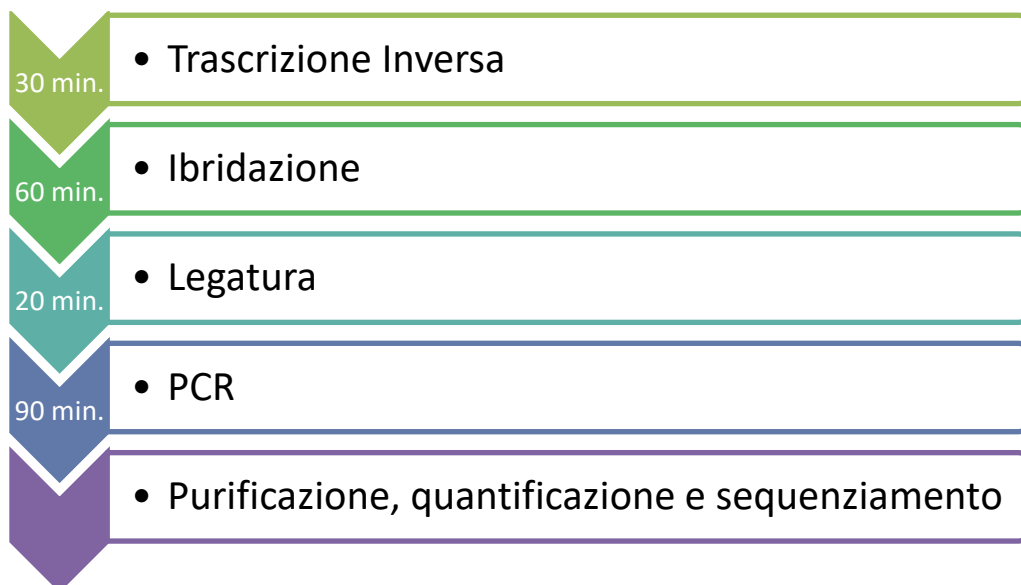 30 min.
• Trascrizione Inversa
60 min.
• Ibridazione
20 min.
• Legatura
90 min.
• PCR
• Purificazione, quantificazione e sequenziamento